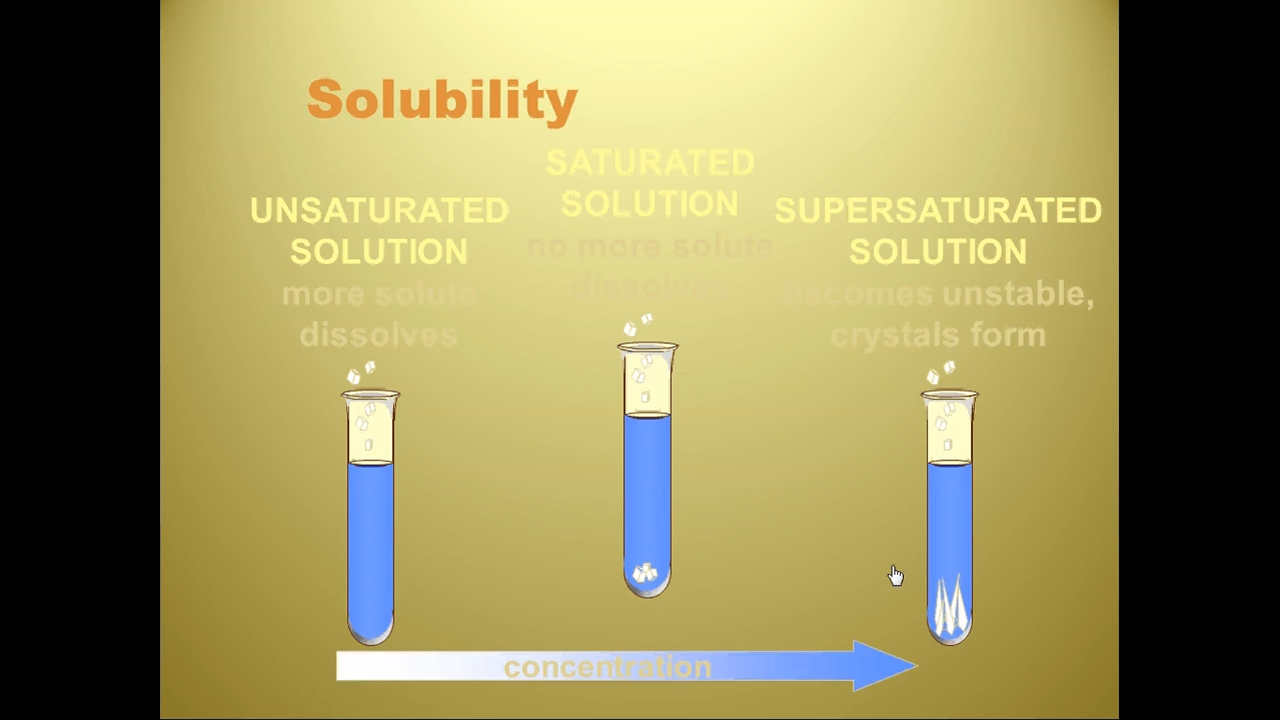 Solubility
UNSATURATED
SOLUTION
more solute
dissolves
SATURATED
SOLUTION
no more solute
dissolves
SUPERSATURATED
SOLUTION
becomes unstable,
crystals form
concentration